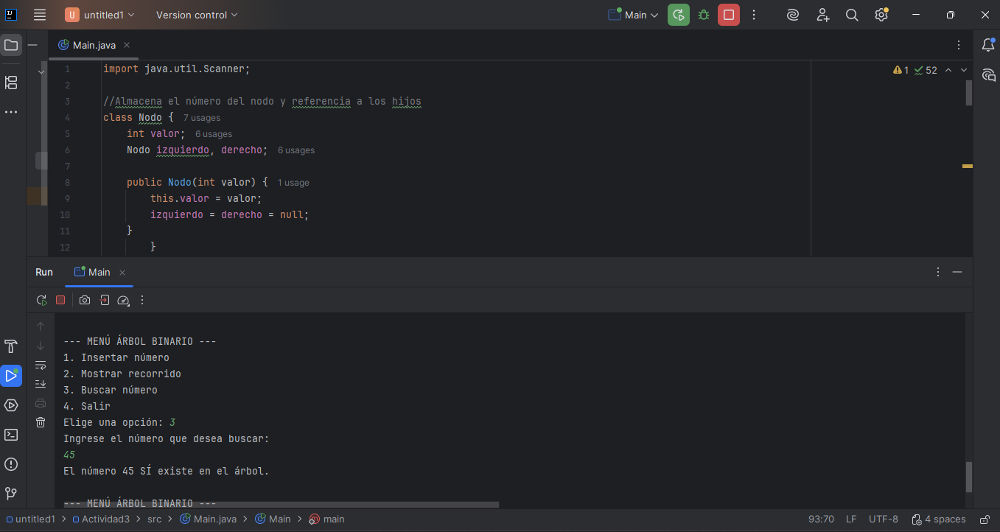 U untitled1 Version control Main
Main.java
1 import java.util.Scanner; 1 52
2
3 //Almacena el número del nodo y referencia a los hijos
4 class Nodo { 7 usages
5 int valor; 6 usages
6 Nodo izquierdo, derecho; 6 usages
7
8 public Nodo(int valor) { 1 usage
9 this.valor = valor;
10 izquierdo = derecho = null;
11 }
12 }
Run Main
--- MENÚ ÁRBOL BINARIO ---
1. Insertar número
2. Mostrar recorrido
3. Buscar número
4. Salir
Elige una opción: 3
Ingrese el número que desea buscar:
45
El número 45 SÍ existe en el árbol.
--- MENÚ ÁRBOL BINARIO ---
untitled1 > Actividad3 > src > Main.java > Main > main 93:70 LF UTF-8 4 spaces